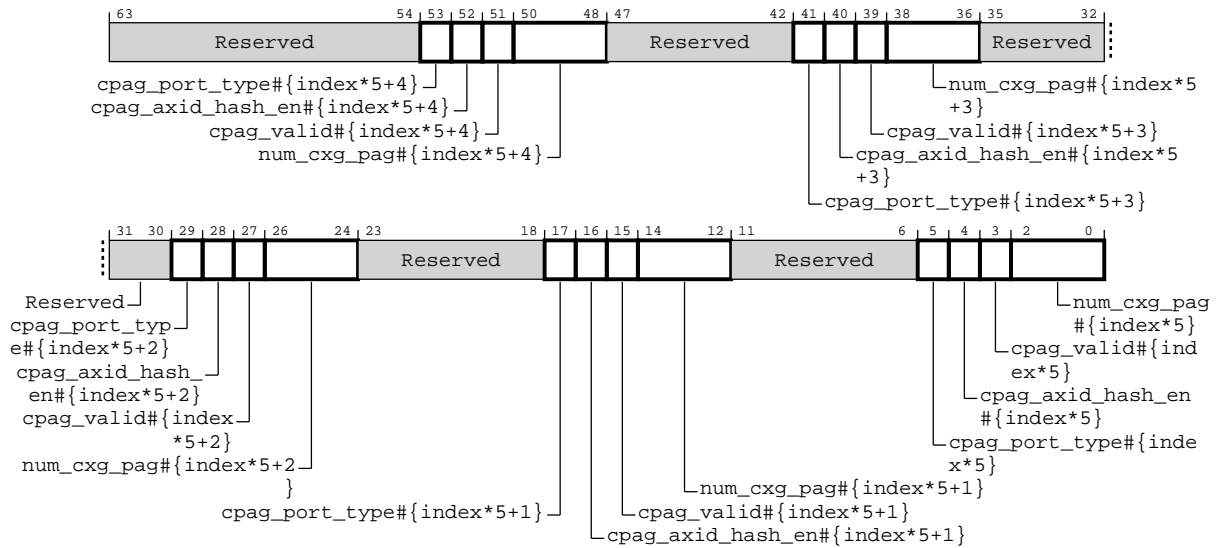 63 54 53 52 51 50 48 47 42 41 40 39 38 36 35 32
Reserved Reserved Reserved
cpag_port_type#{index*5+4}
cpag_axid_hash_en#{index*5+4}
cpag_valid#{index*5+4}
num_cxg_pag#{index*5+4}
num_cxg_pag#{index*5
+3}
cpag_valid#{index*5+3}
cpag_axid_hash_en#{index*5
+3}
cpag_port_type#{index*5+3}
31 30 29 28 27 26 24 23 18 17 16 15 14 12 11 6 5 4 3 2 0
Reserved Reserved
Reserved
cpag_port_typ
e#{index*5+2}
cpag_axid_hash_
en#{index*5+2}
cpag_valid#{index
*5+2}
num_cxg_pag#{index*5+2
}
cpag_port_type#{index*5+1}
num_cxg_pag
#{index*5}
cpag_valid#{ind
ex*5}
cpag_axid_hash_en
#{index*5}
cpag_port_type#{inde
x*5}
num_cxg_pag#{index*5+1}
cpag_valid#{index*5+1}
cpag_axid_hash_en#{index*5+1}